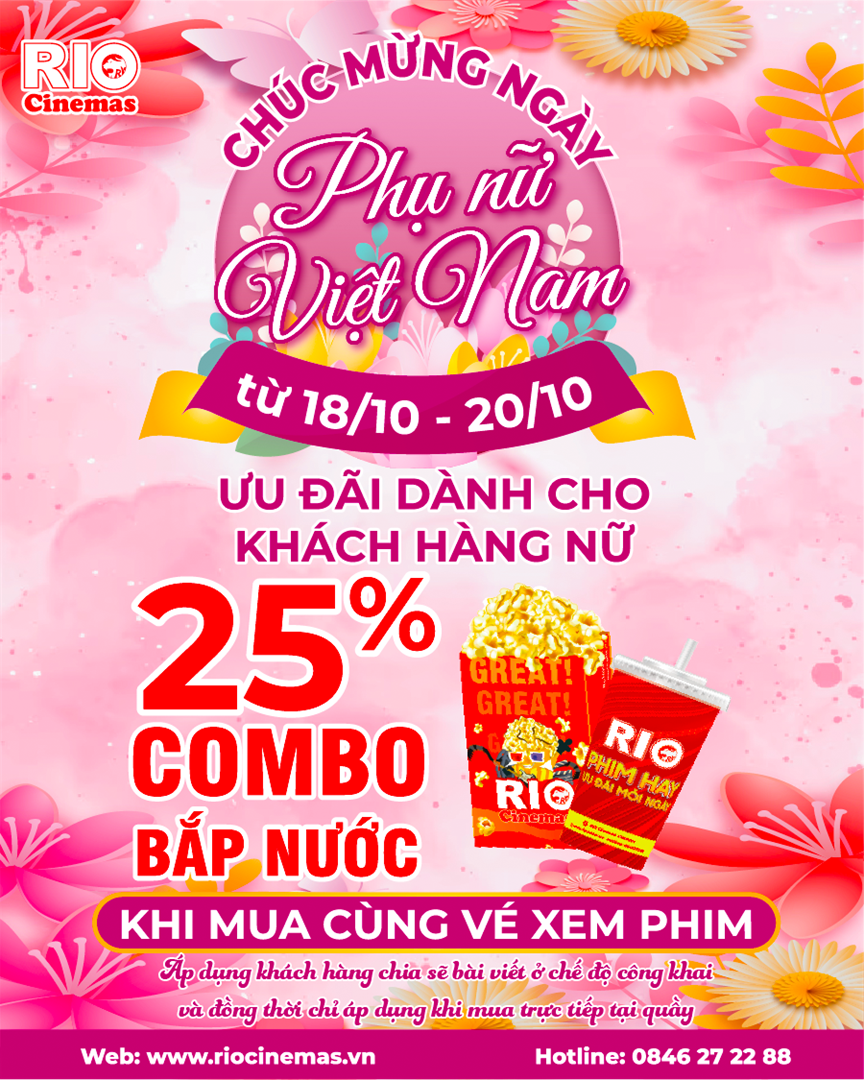 RIO
Cinemas
CHÚC MỪNG NGÀY
Phụ nữ
Việt Nam
từ 18/10 - 20/10
ƯU ĐÃI DÀNH CHO
KHÁCH HÀNG NỮ
25%
COMBO
BẮP NƯỚC
GREAT!
GREAT!
RIO
Cinema
RIO
PHIM HAY
ƯU ĐÃI MỖI NGÀY
KHI MUA CÙNG VÉ XEM PHIM
Áp dụng khách hàng chia sẽ bài viết ở chế độ công khai
và đồng thời chỉ áp dụng khi mua trực tiếp tại quầy
Web: www.riocinemas.vn
Hotline: 0846 27 22 88